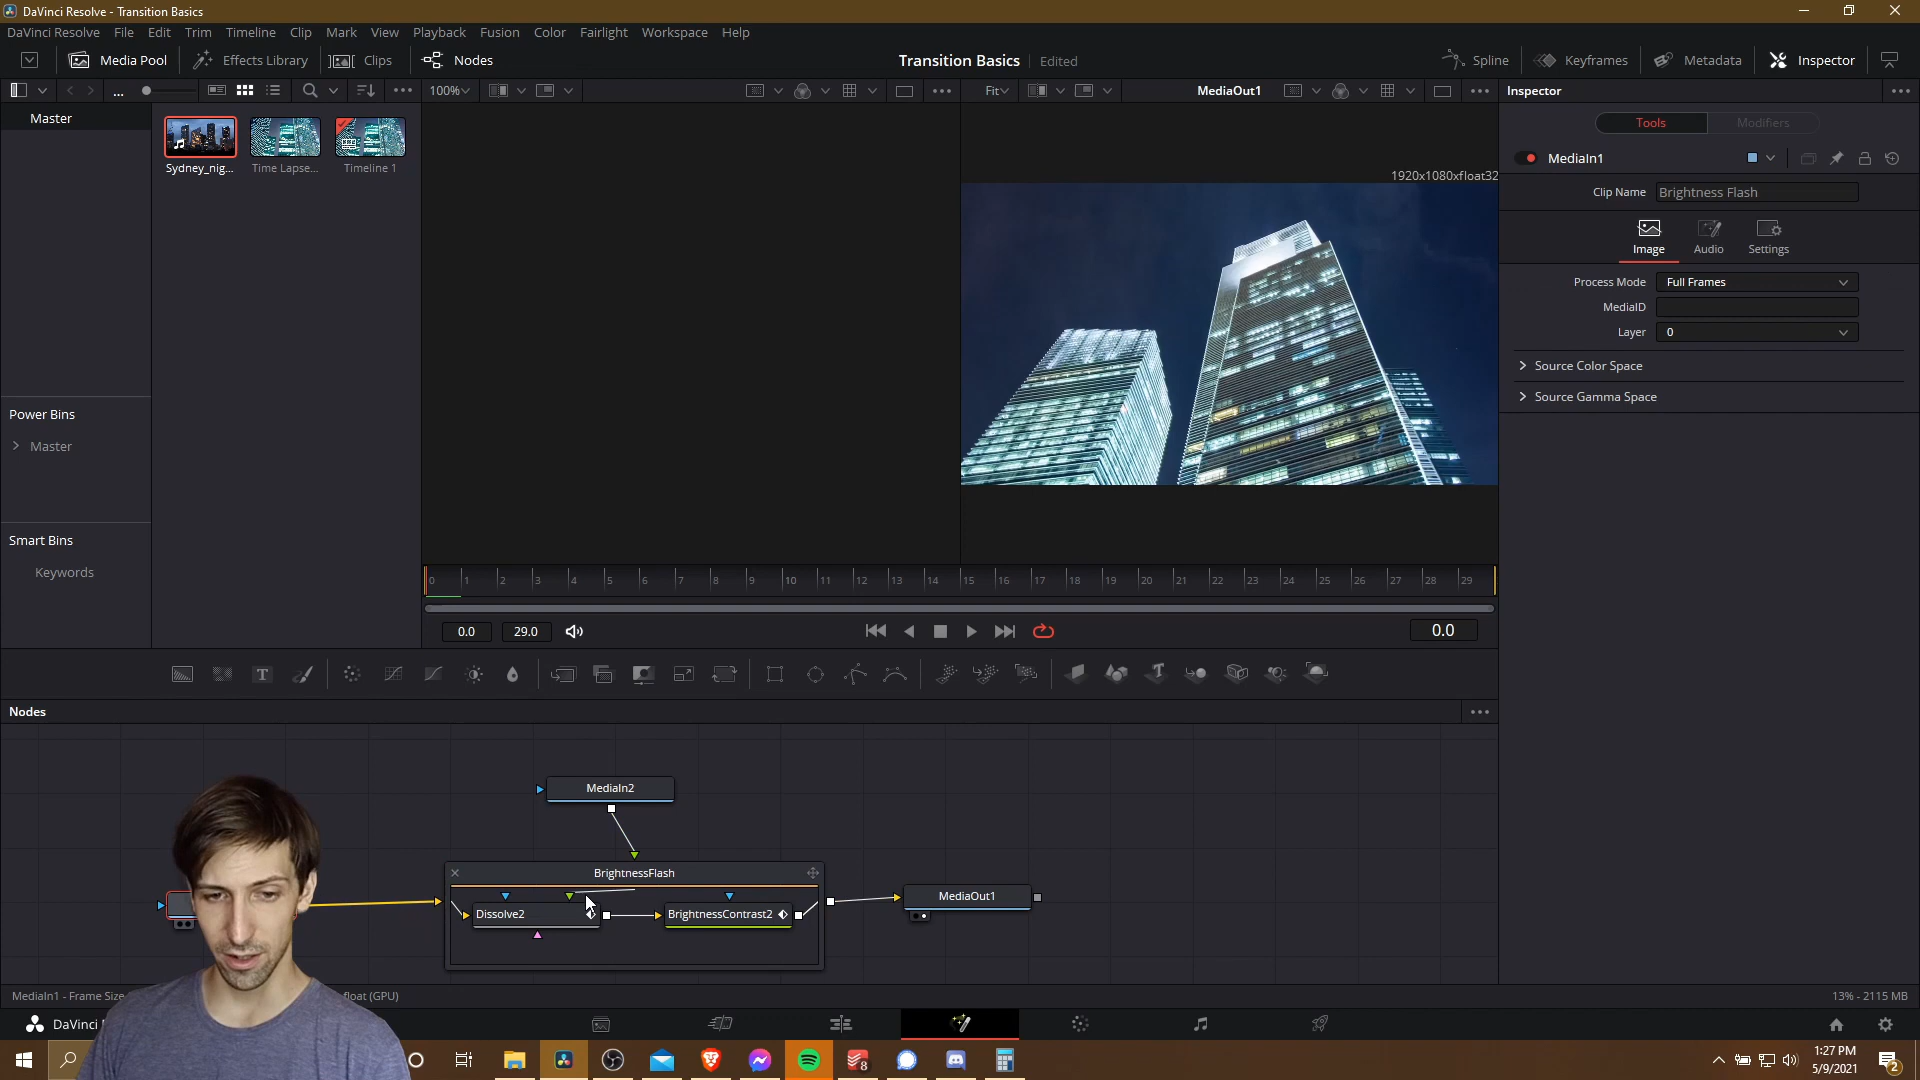 DaVinci Resolve - Transition Basics
DaVinci Resolve File Edit Trim Timeline Clip Mark View Playback Fusion Color Fairlight Workspace Help
Media Pool Effects Library Clips Nodes Transition Basics Edited Spline Keyframes Metadata Inspector
... 100% Fit MediaOut1 Inspector
Master
Sydney_nig... Time Lapse... Timeline 1
Power Bins
Master
Smart Bins
Keywords
1920x1080xfloat32
Tools Modifiers
MediaIn1
Clip Name Brightness Flash
Image Audio Settings
Process Mode Full Frames
MediaID
Layer 0
Source Color Space
Source Gamma Space
0 1 2 3 4 5 6 7 8 9 10 11 12 13 14 15 16 17 18 19 20 21 22 23 24 25 26 27 28 29
0.0 29.0 0.0
Nodes
MediaIn2
BrightnessFlash
Dissolve2 BrightnessContrast2
MediaOut1
MediaIn1 - Frame Size float (GPU) 13% - 2115 MB
DaVinci
8
1:27 PM
5/9/2021
2